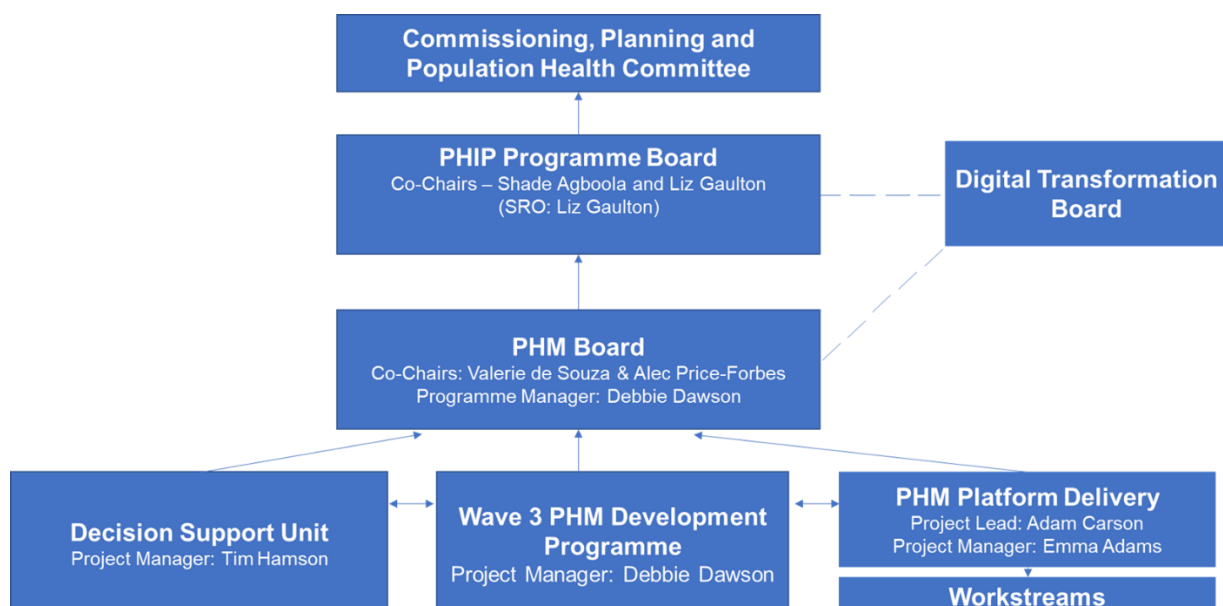 Commissioning, Planning and
Population Health Committee
PHIP Programme Board
Co-Chairs – Shade Agboola and Liz Gaulton
(SRO: Liz Gaulton)
Digital Transformation
Board
PHM Board
Co-Chairs: Valerie de Souza & Alec Price-Forbes
Programme Manager: Debbie Dawson
Decision Support Unit
Project Manager: Tim Hamson
Wave 3 PHM Development
Programme
Project Manager: Debbie Dawson
PHM Platform Delivery
Project Lead: Adam Carson
Project Manager: Emma Adams
Workstreams